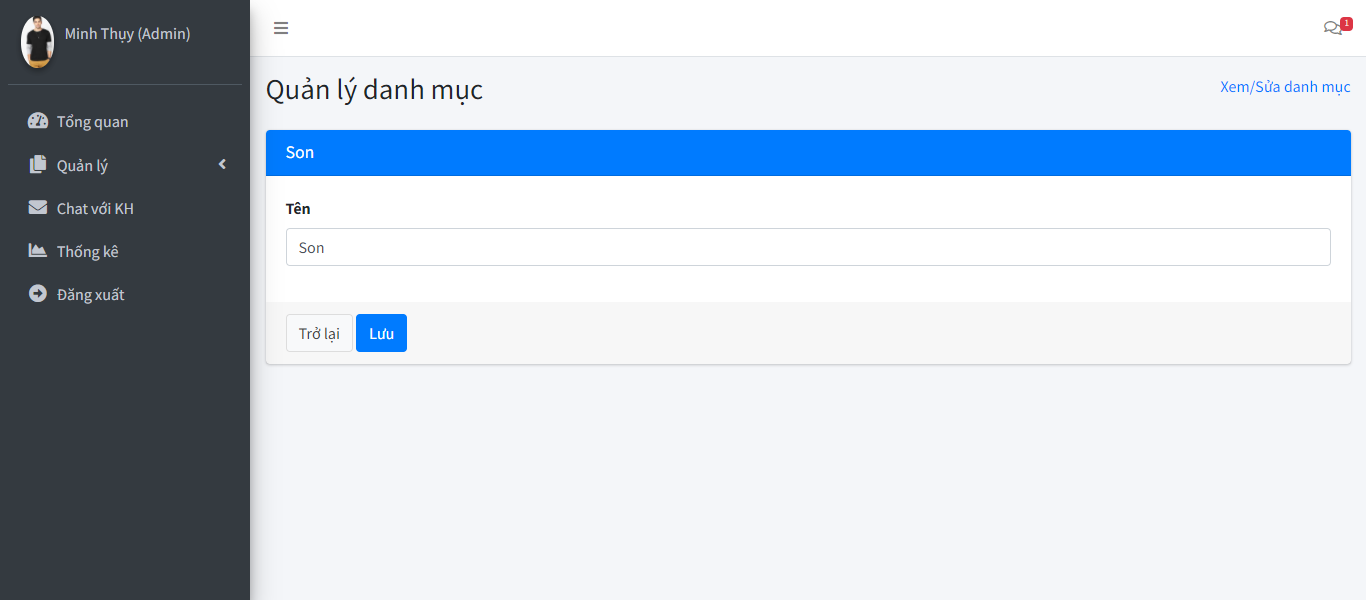 Minh Thụy (Admin)
1
Quản lý danh mục
Xem/Sửa danh mục
Tổng quan
Quản lý
Chat với KH
Thống kê
Đăng xuất
Son
Tên
Son
Trở lại
Lưu